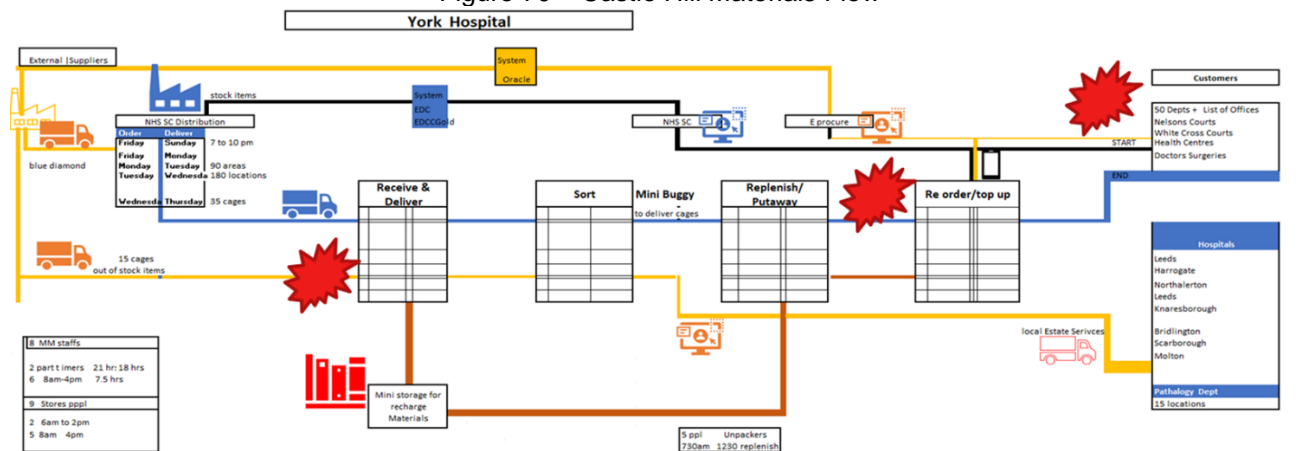 York Hospital
External |Suppliers
System
Oracle
stock items
System
EDC
EDCCGold
NHS SC Distribution
Order Deliver
Friday Sunday 7 to 10 pm
Friday Monday
Monday Tuesday 90 areas
Tuesday Wednesda 180 locations
Wednesda Thursday 35 cages
blue diamond
NHS SC
E procure
Customers
50 Depts + List of Offices
Nelsons Courts
White Cross Courts
Health Centres
Doctors Surgeries
START
END
Receive &
Deliver
Sort
Mini Buggy
to deliver cages
Replenish/
Putaway
Re order/top up
15 cages
out of stock items
Hospitals
Leeds
Harrogate
Northalerton
Leeds
Knaresborough
Bridlington
Scarborough
Molton
Pathalogy Dept
15 locations
local Estate Serivces
8 MM staffs
2 part t imers 21 hr: 18 hrs
6 8am-4pm 7.5 hrs
9 Stores pppl
2 6am to 2pm
5 8am 4pm
Mini storage for
recharge
Materials
5 ppl Unpackers
730am 1230 replenish